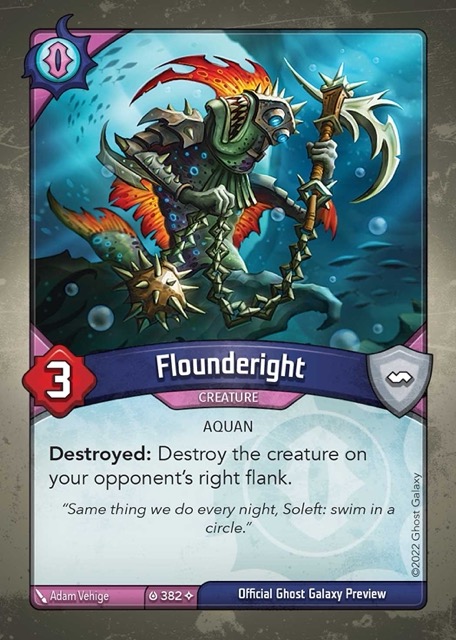 3
Flounderight
CREATURE
AQUAN
Destroyed: Destroy the creature on
your opponent's right flank.
"Same thing we do every night, Soleft: swim in a
circle."
©2022 Ghost Galaxy
Adam Vehige
382
Official Ghost Galaxy Preview